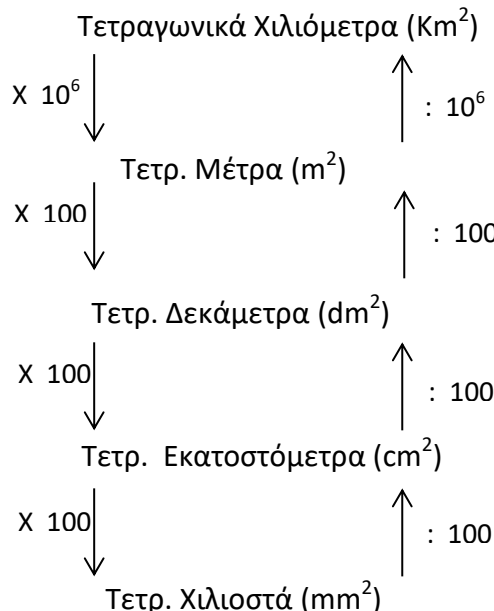 Τετραγωνικά Χιλιόμετρα (Km²)
Χ 10⁶
: 10⁶
Τετρ. Μέτρα (m²)
Χ 100
: 100
Τετρ. Δεκάμετρα (dm²)
Χ 100
: 100
Τετρ. Εκατοστόμετρα (cm²)
Χ 100
: 100
Τετρ. Χιλιοστά (mm²)